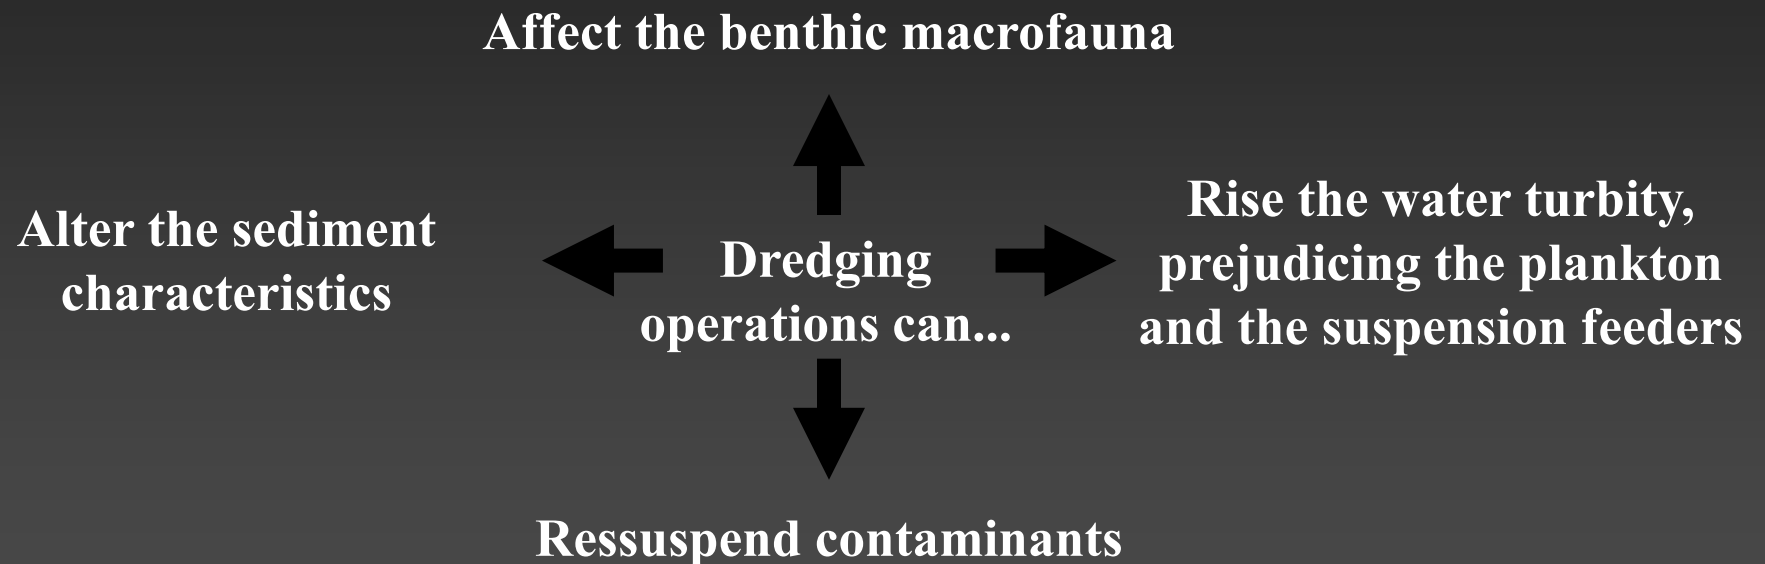 Affect the benthic macrofauna
Alter the sediment
characteristics
Dredging
operations can...
Rise the water turbity,
prejudicing the plankton
and the suspension feeders
Ressuspend contaminants